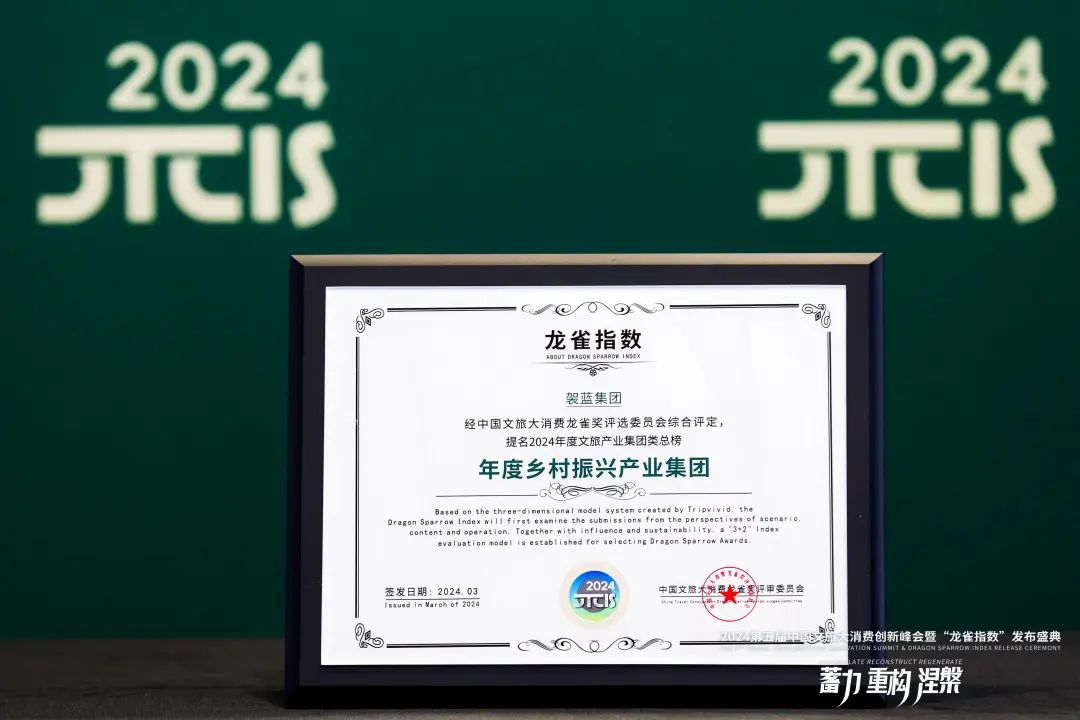 2024
JTCIS
2024
JTCIS
龙雀指数
ABOUT DRAGON SPARROW INDEX
袈蓝集团
经中国文旅大消费龙雀奖评选委员会综合评定，
提名2024年度文旅产业集团类总榜
年度乡村振兴产业集团
Based on the three-dimensional model system created by Tripvivid, the
Dragon Sparrow Index will first examine the submissions from the perspectives of scenario,
content and operation. Together with influence and sustainability, a "3+2" Index
evaluation model is established for selecting Dragon Sparrow Awards.
签发日期：2024.03
Issued in March of 2024
2024
JTCIS
中国文旅大消费龙雀奖评审委员会
2024第五届中国文旅大消费创新峰会暨“龙雀指数”发布盛典
INNOVATION SUMMIT & DRAGON SPARROW INDEX RELEASE CEREMONY
RECONSTRUCT REGENERATE
蓄力 重构 涅槃